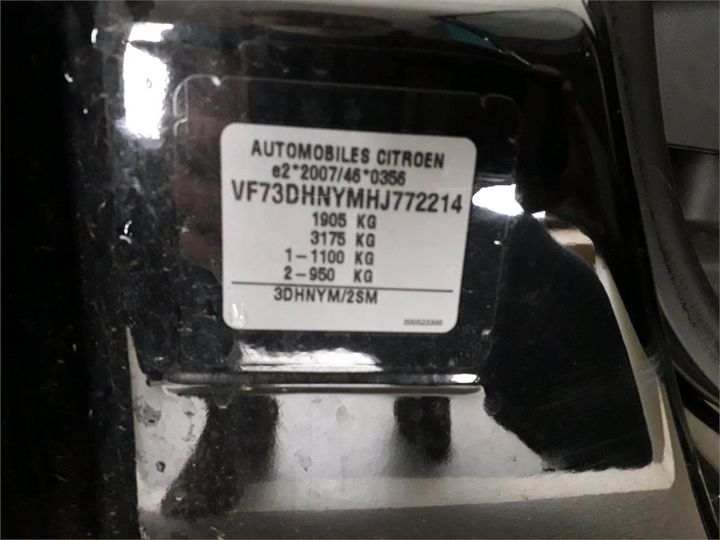 AUTOMOBILES CITROEN
e2*2007/46*0356
VF73DHNYMHJ772214
1905 KG
3175 KG
1-1100 KG
2-950 KG
3DHNYM/2SM
200523300